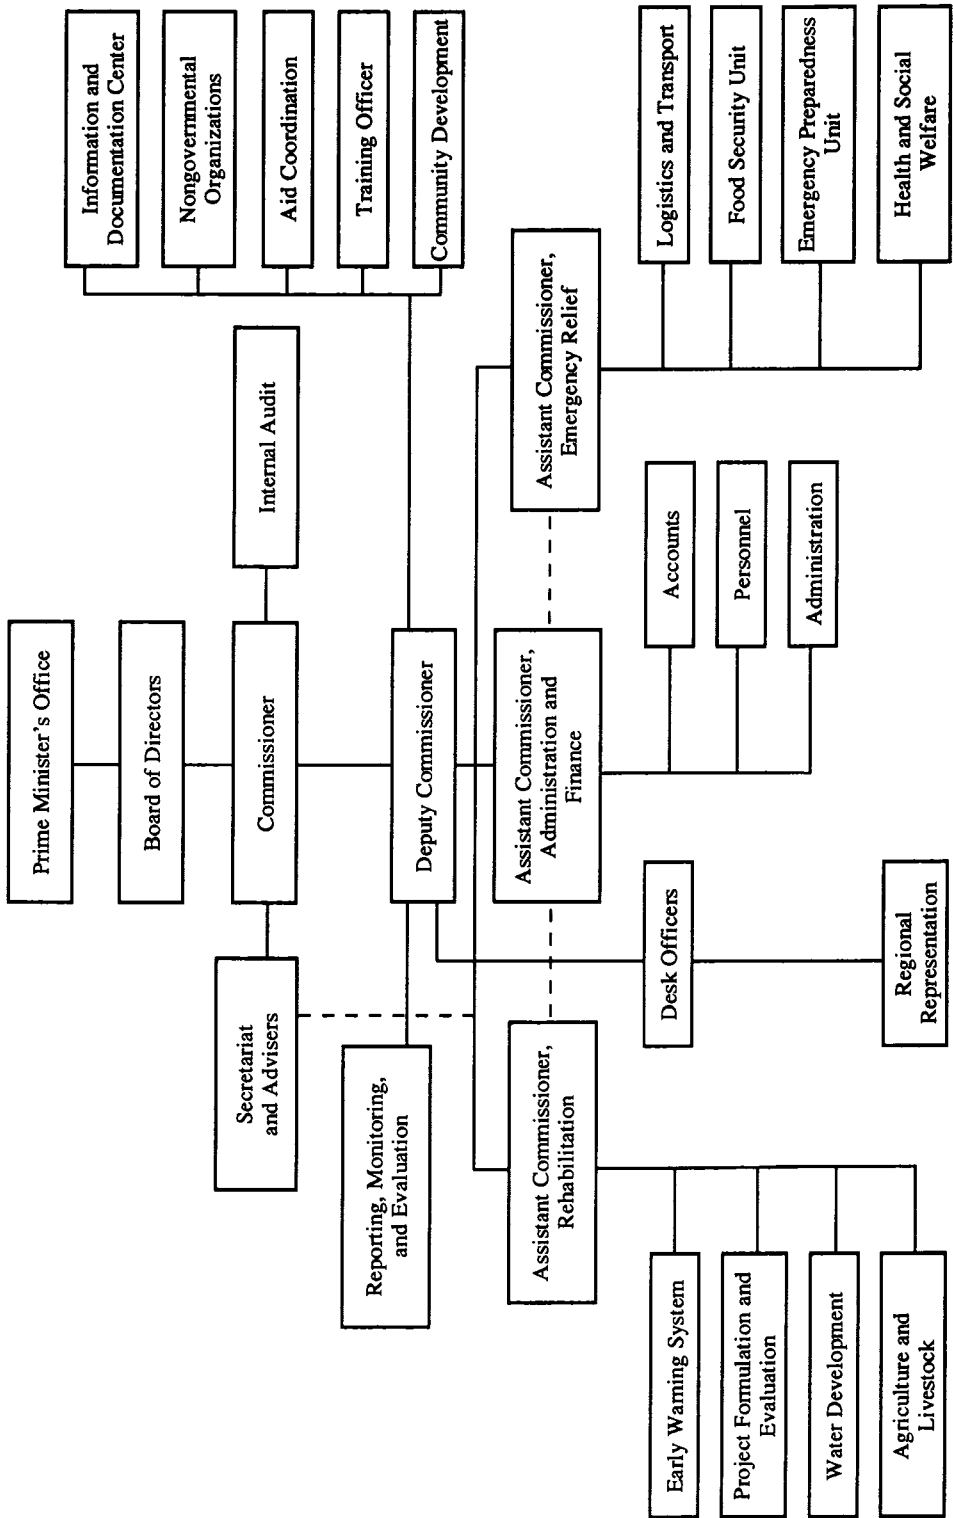 Prime Minister's Office
Board of Directors
Commissioner
Internal Audit
Secretariat
and Advisers
Information and
Documentation Center
Nongovernmental
Organizations
Aid Coordination
Training Officer
Community Development
Deputy Commissioner
Reporting, Monitoring,
and Evaluation
Assistant Commissioner,
Rehabilitation
Assistant Commissioner,
Administration and
Finance
Assistant Commissioner,
Emergency Relief
Early Warning System
Project Formulation and
Evaluation
Water Development
Agriculture and
Livestock
Desk Officers
Regional
Representation
Accounts
Personnel
Administration
Logistics and Transport
Food Security Unit
Emergency Preparedness
Unit
Health and Social
Welfare